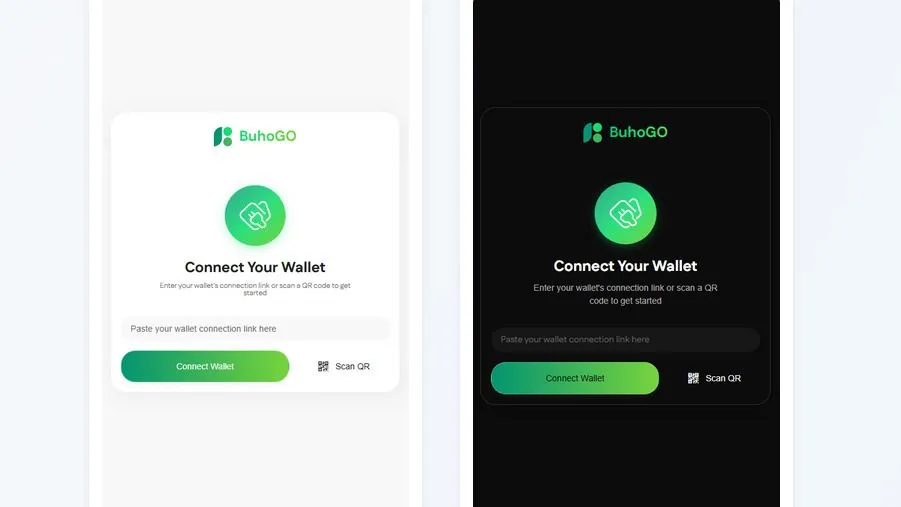 BuhoGO
Connect Your Wallet
Enter your wallet's connection link or scan a QR code to get
started
Paste your wallet connection link here
Connect Wallet
Scan QR
BuhoGO
Connect Your Wallet
Enter your wallet's connection link or scan a QR
code to get started
Paste your wallet connection link here
Connect Wallet
Scan QR